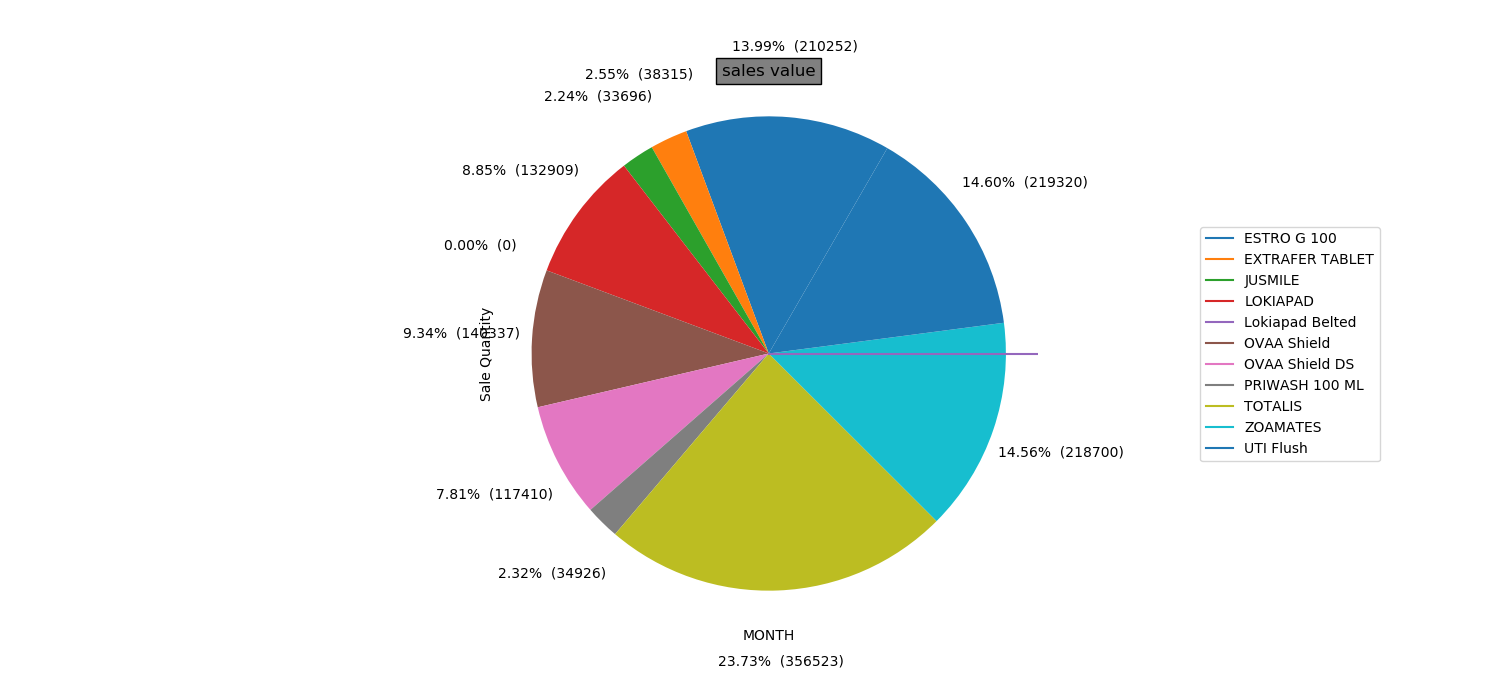 13.99%  (210252)
sales value
2.55%  (38315)
2.24%  (33696)
8.85%  (132909)
14.60%  (219320)
0.00%  (0)
9.34%  (140337)
Sale Quantity
14.56%  (218700)
7.81%  (117410)
2.32%  (34926)
MONTH
23.73%  (356523)
ESTRO G 100
EXTRAFER TABLET
JUSMILE
LOKIAPAD
Lokiapad Belted
OVAA Shield
OVAA Shield DS
PRIWASH 100 ML
TOTALIS
ZOAMATES
UTI Flush